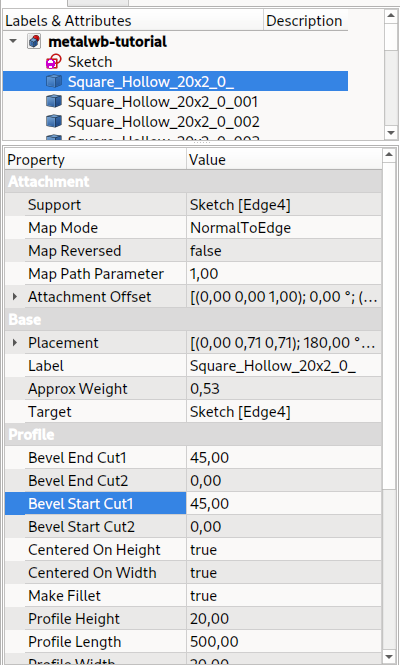 Labels & Attributes Description
metalwb-tutorial
Sketch
Square_Hollow_20x2_0_
Square_Hollow_20x2_0_001
Square_Hollow_20x2_0_002
Property Value
Attachment
Support Sketch [Edge4]
Map Mode NormalToEdge
Map Reversed false
Map Path Parameter 1,00
Attachment Offset [(0,00 0,00 1,00); 0,00 °; (…
Base
Placement [(0,00 0,71 0,71); 180,00 °…
Label Square_Hollow_20x2_0_
Approx Weight 0,53
Target Sketch [Edge4]
Profile
Bevel End Cut1 45,00
Bevel End Cut2 0,00
Bevel Start Cut1 45,00
Bevel Start Cut2 0,00
Centered On Height true
Centered On Width true
Make Fillet true
Profile Height 20,00
Profile Length 500,00
Profile Width 20,00